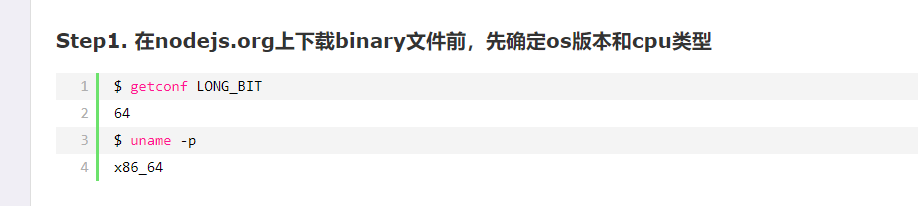 Step1. 在nodejs.org上下载binary文件前，先确定os版本和cpu类型
1 $ getconf LONG_BIT
2 64
3 $ uname -p
4 x86_64